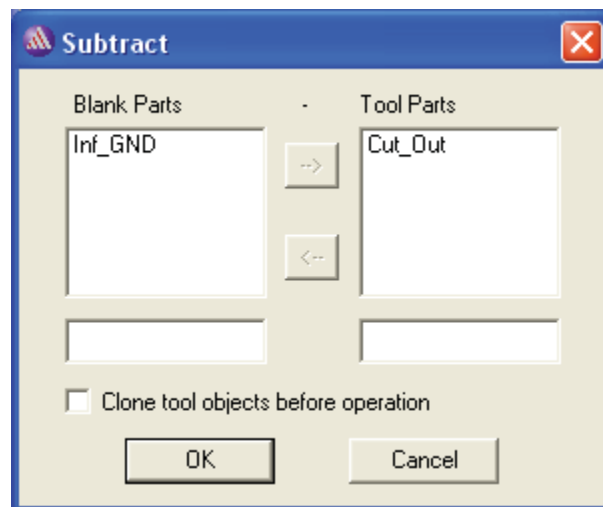 Subtract
Blank Parts - Tool Parts
Inf_GND
Cut_Out
-->
<--
Clone tool objects before operation
OK Cancel